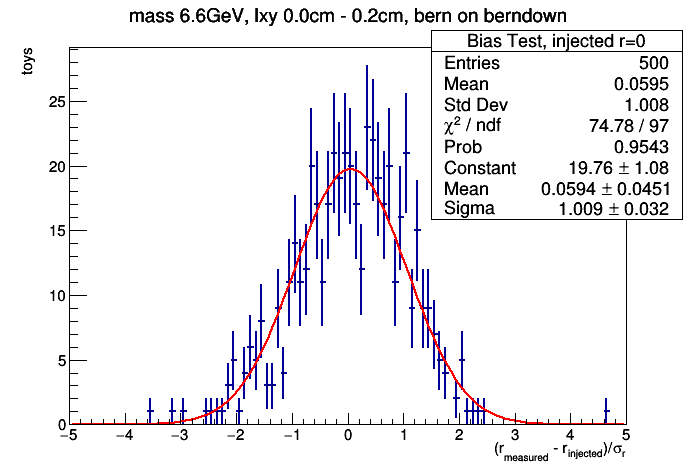 mass 6.6GeV, lxy 0.0cm - 0.2cm, bern on berndown
Bias Test, injected r=0
Entries 500
Mean 0.0595
Std Dev 1.008
χ² / ndf 74.78 / 97
Prob 0.9543
Constant 19.76 ± 1.08
Mean 0.0594 ± 0.0451
Sigma 1.009 ± 0.032
toys
25
20
15
10
5
0
−5 −4 −3 −2 −1 0 1 2 3 4 5
(r_measured - r_injected)/σ_r